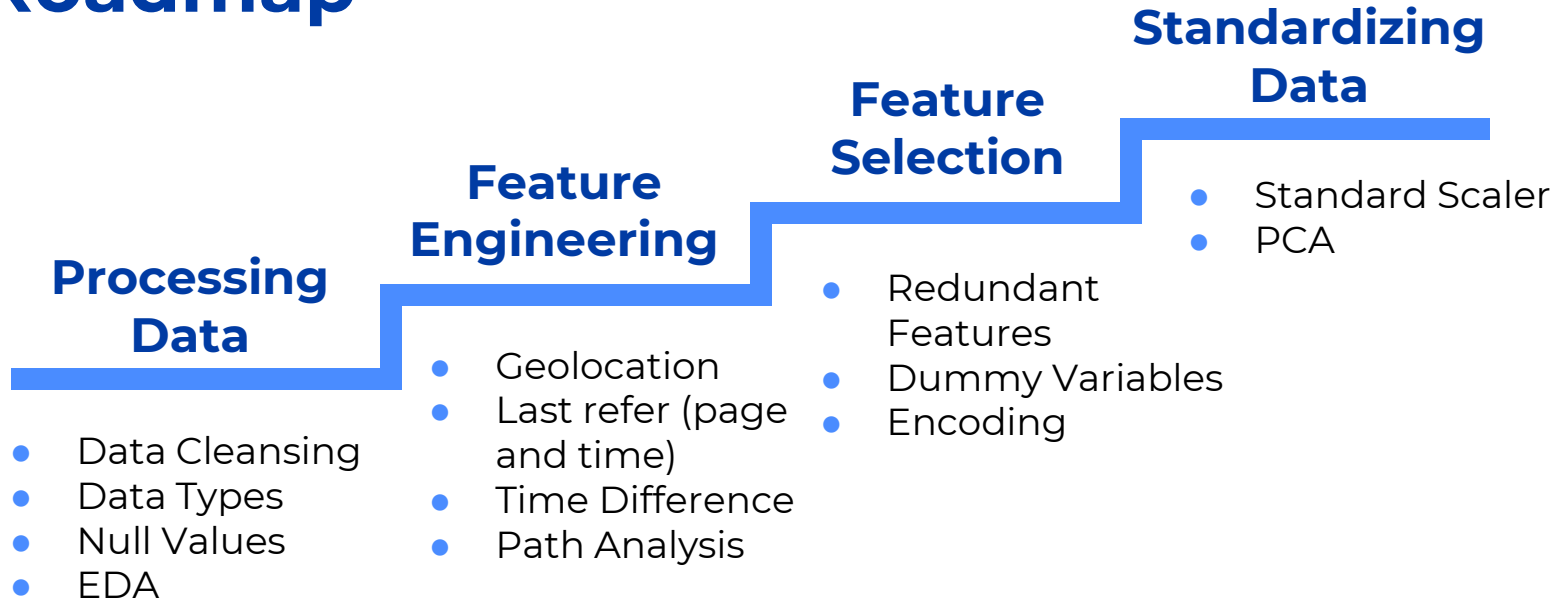 Roadmap
Processing
Data
Data Cleansing
Data Types
Null Values
EDA
Feature
Engineering
Geolocation
Last refer (page
and time)
Time Difference
Path Analysis
Feature
Selection
Redundant
Features
Dummy Variables
Encoding
Standardizing
Data
Standard Scaler
PCA